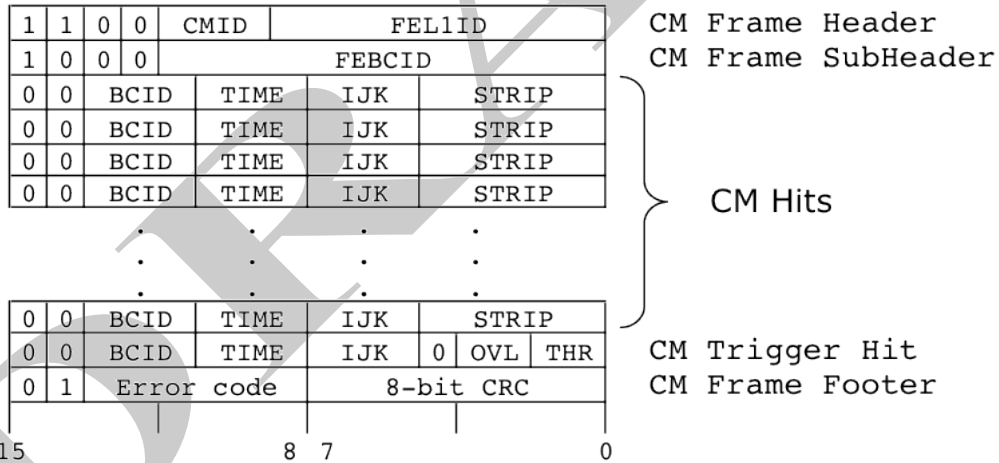 1 1 0 0 CMID FEL1ID CM Frame Header
1 0 0 0 FEBCID CM Frame SubHeader
0 0 BCID TIME IJK STRIP
0 0 BCID TIME IJK STRIP
0 0 BCID TIME IJK STRIP
0 0 BCID TIME IJK STRIP
CM Hits
. . . .
. . . .
. . . .
0 0 BCID TIME IJK STRIP
0 0 BCID TIME IJK 0 OVL THR CM Trigger Hit
0 1 Error code 8-bit CRC CM Frame Footer
15 8 7 0